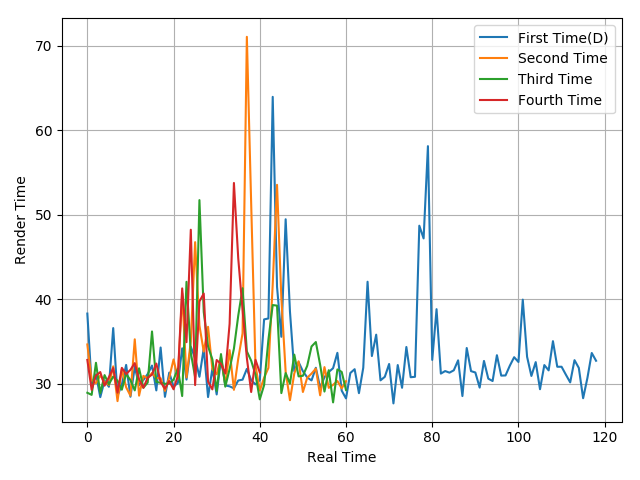 First Time(D)
Second Time
Third Time
Fourth Time
70
60
50
40
30
Render Time
0 20 40 60 80 100 120
Real Time